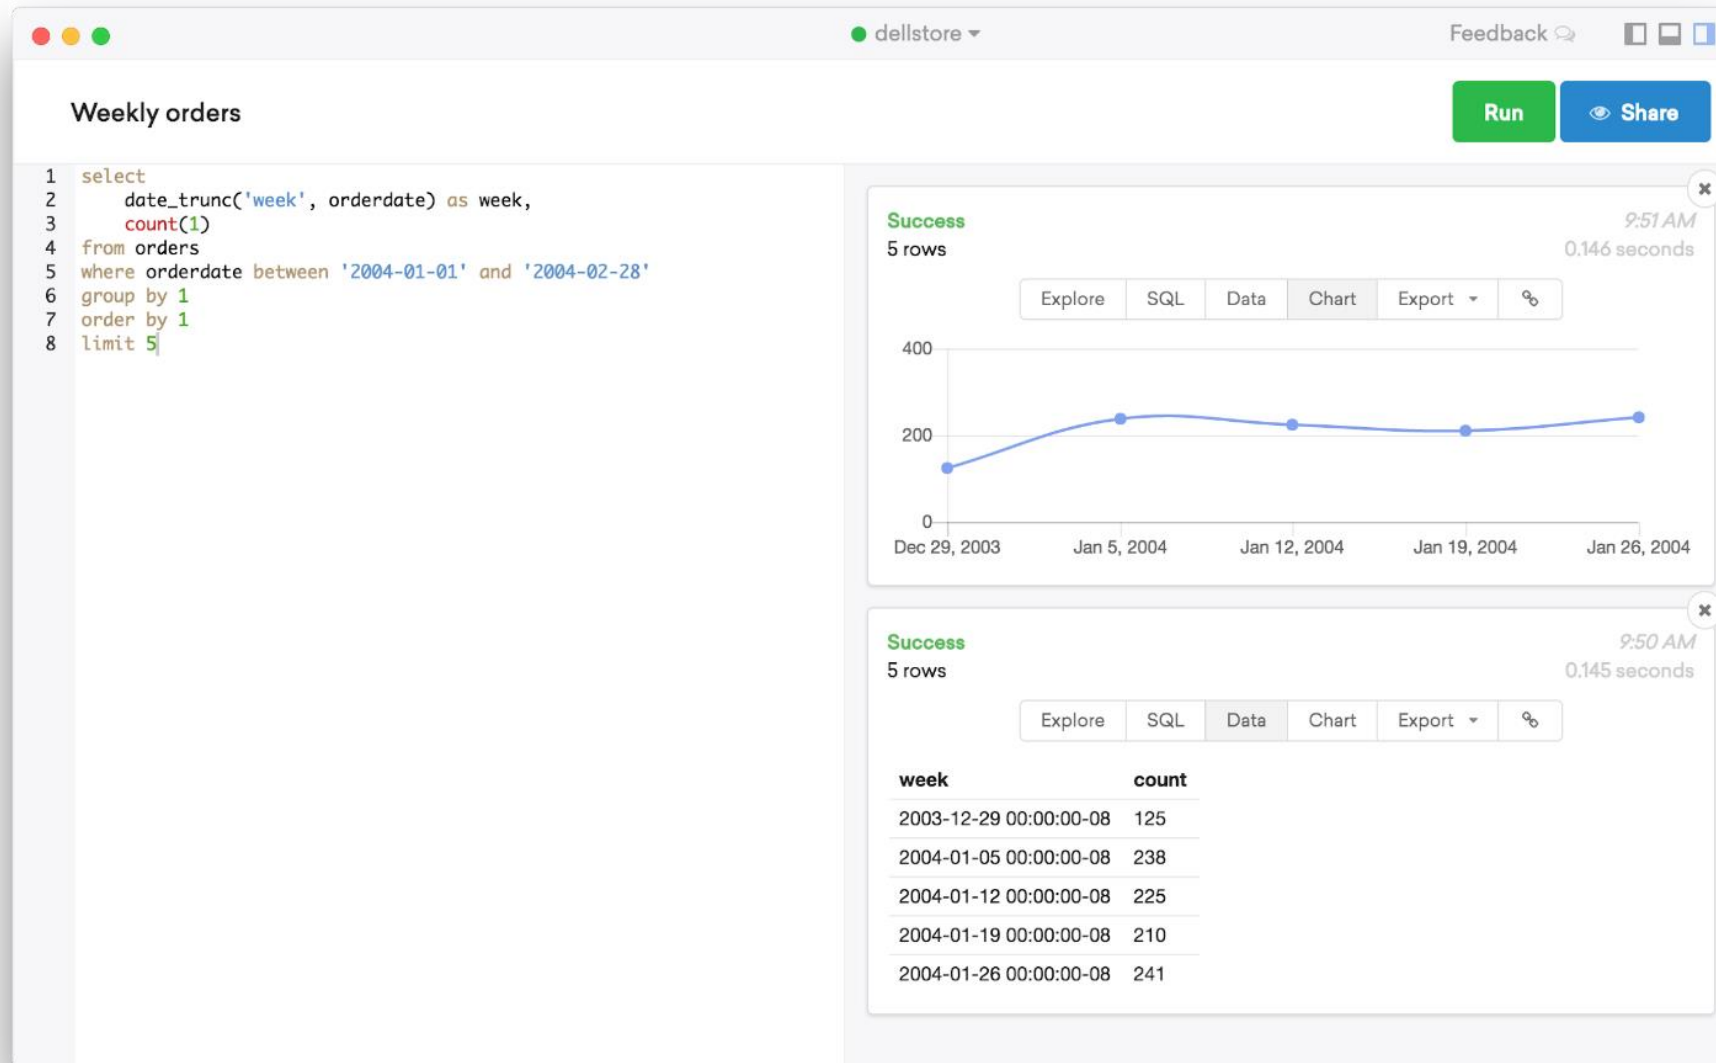 dellstore
Feedback
Weekly orders
Run
Share
1 select
2 date_trunc('week', orderdate) as week,
3 count(1)
4 from orders
5 where orderdate between '2004-01-01' and '2004-02-28'
6 group by 1
7 order by 1
8 limit 5
Success
9:51 AM
5 rows
0.146 seconds
Explore SQL Data Chart Export
400
200
0
Dec 29, 2003 Jan 5, 2004 Jan 12, 2004 Jan 19, 2004 Jan 26, 2004
Success
9:50 AM
5 rows
0.145 seconds
Explore SQL Data Chart Export
week count
2003-12-29 00:00:00-08 125
2004-01-05 00:00:00-08 238
2004-01-12 00:00:00-08 225
2004-01-19 00:00:00-08 210
2004-01-26 00:00:00-08 241